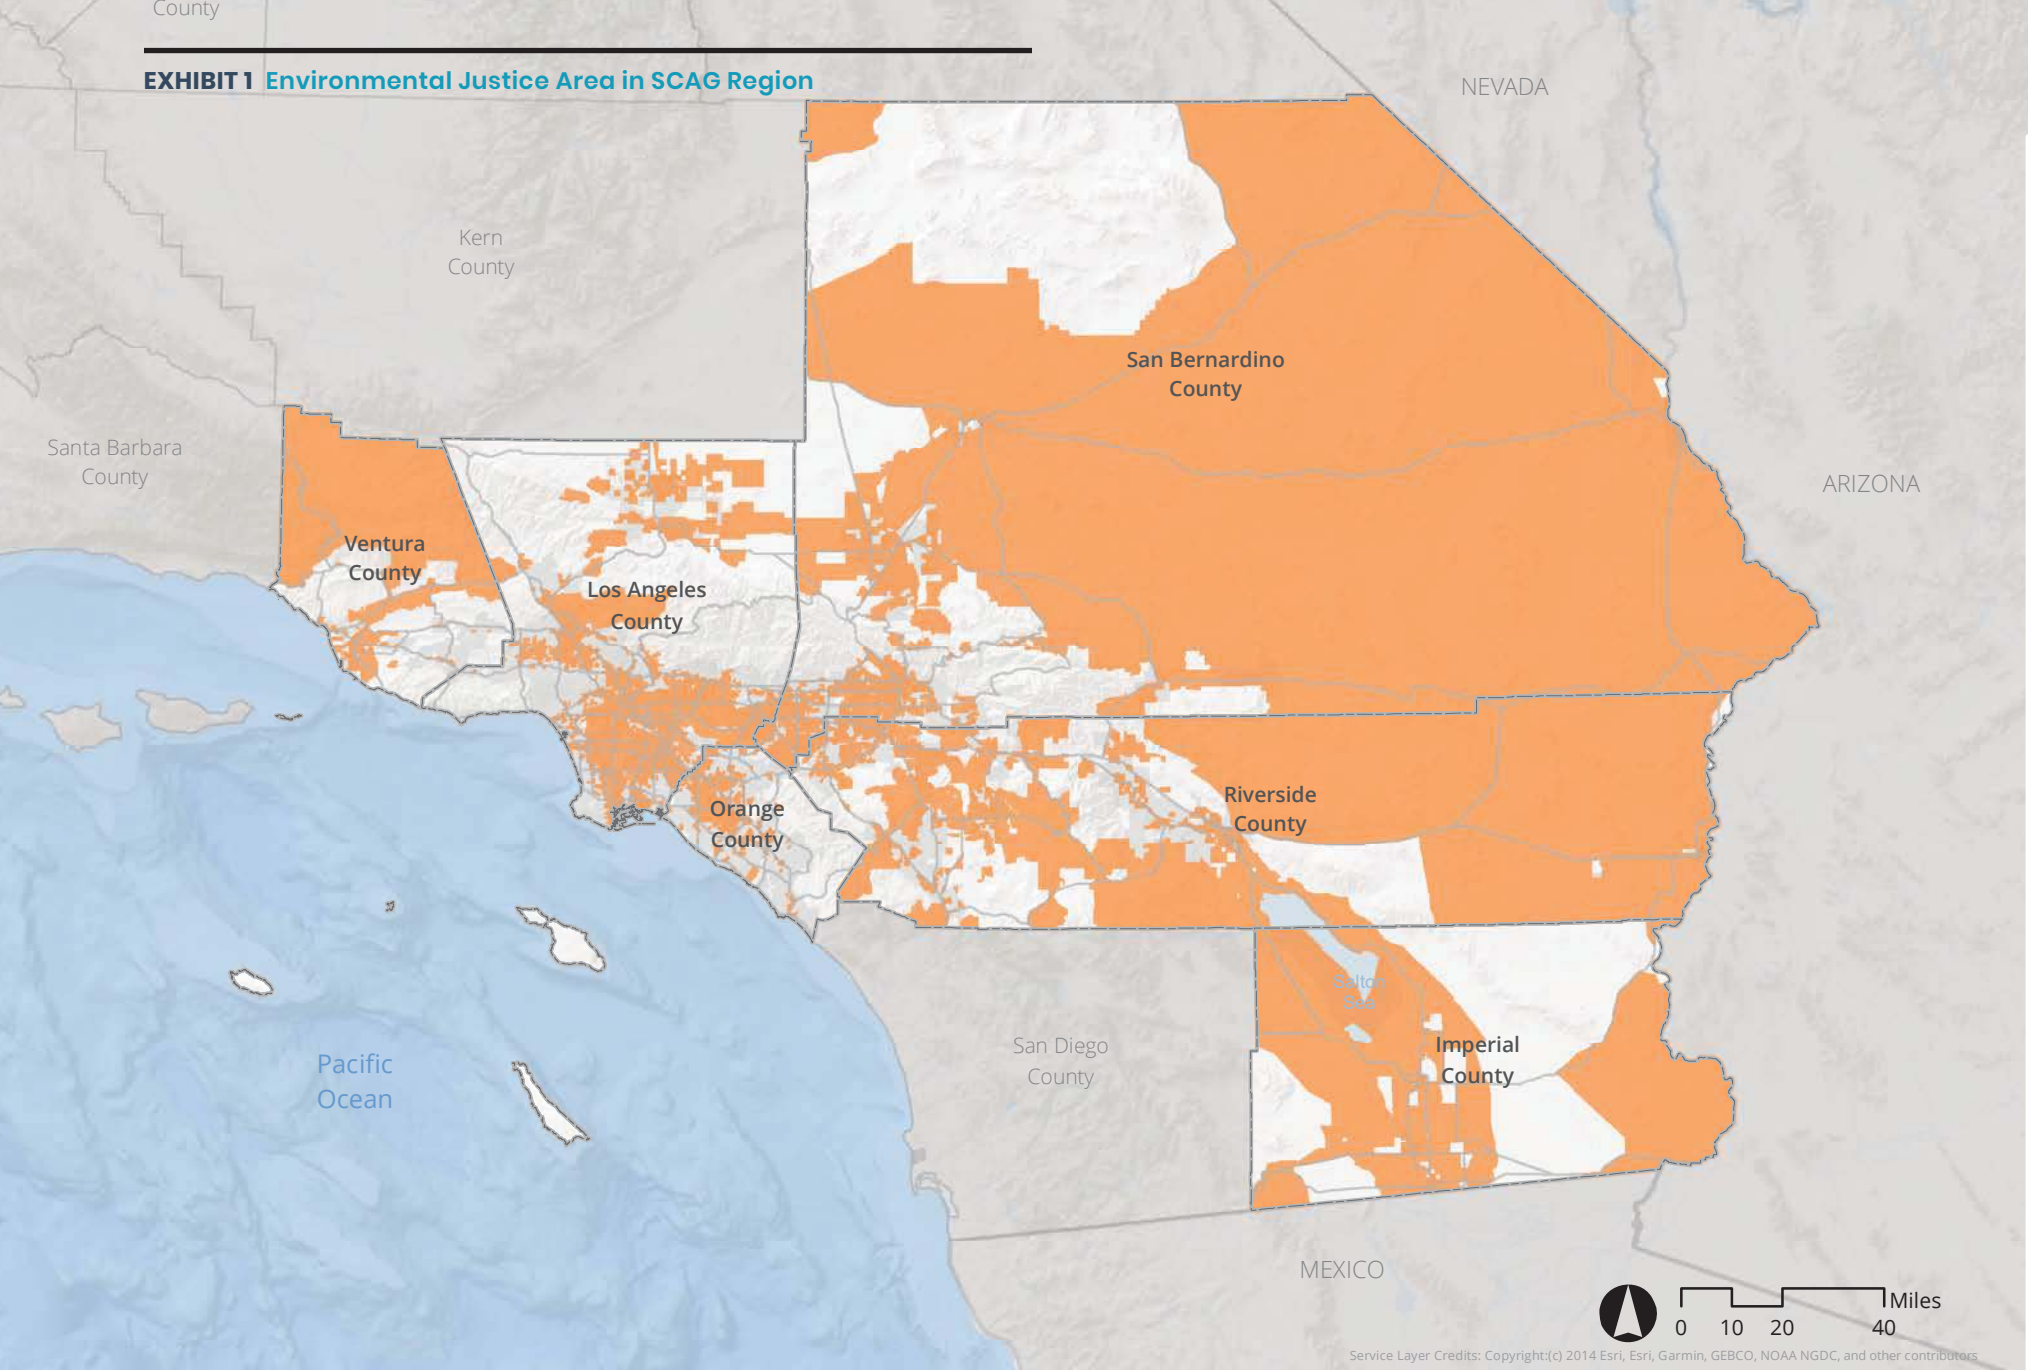 County
EXHIBIT 1 Environmental Justice Area in SCAG Region
NEVADA
Kern
County
San Bernardino
County
Santa Barbara
County
ARIZONA
Ventura
County
Los Angeles
County
Riverside
County
Orange
County
Salton
Sea
Imperial
County
San Diego
County
Pacific
Ocean
MEXICO
Miles
0 10 20 40
Service Layer Credits: Copyright:(c) 2014 Esri, Esri, Garmin, GEBCO, NOAA NGDC, and other contributors